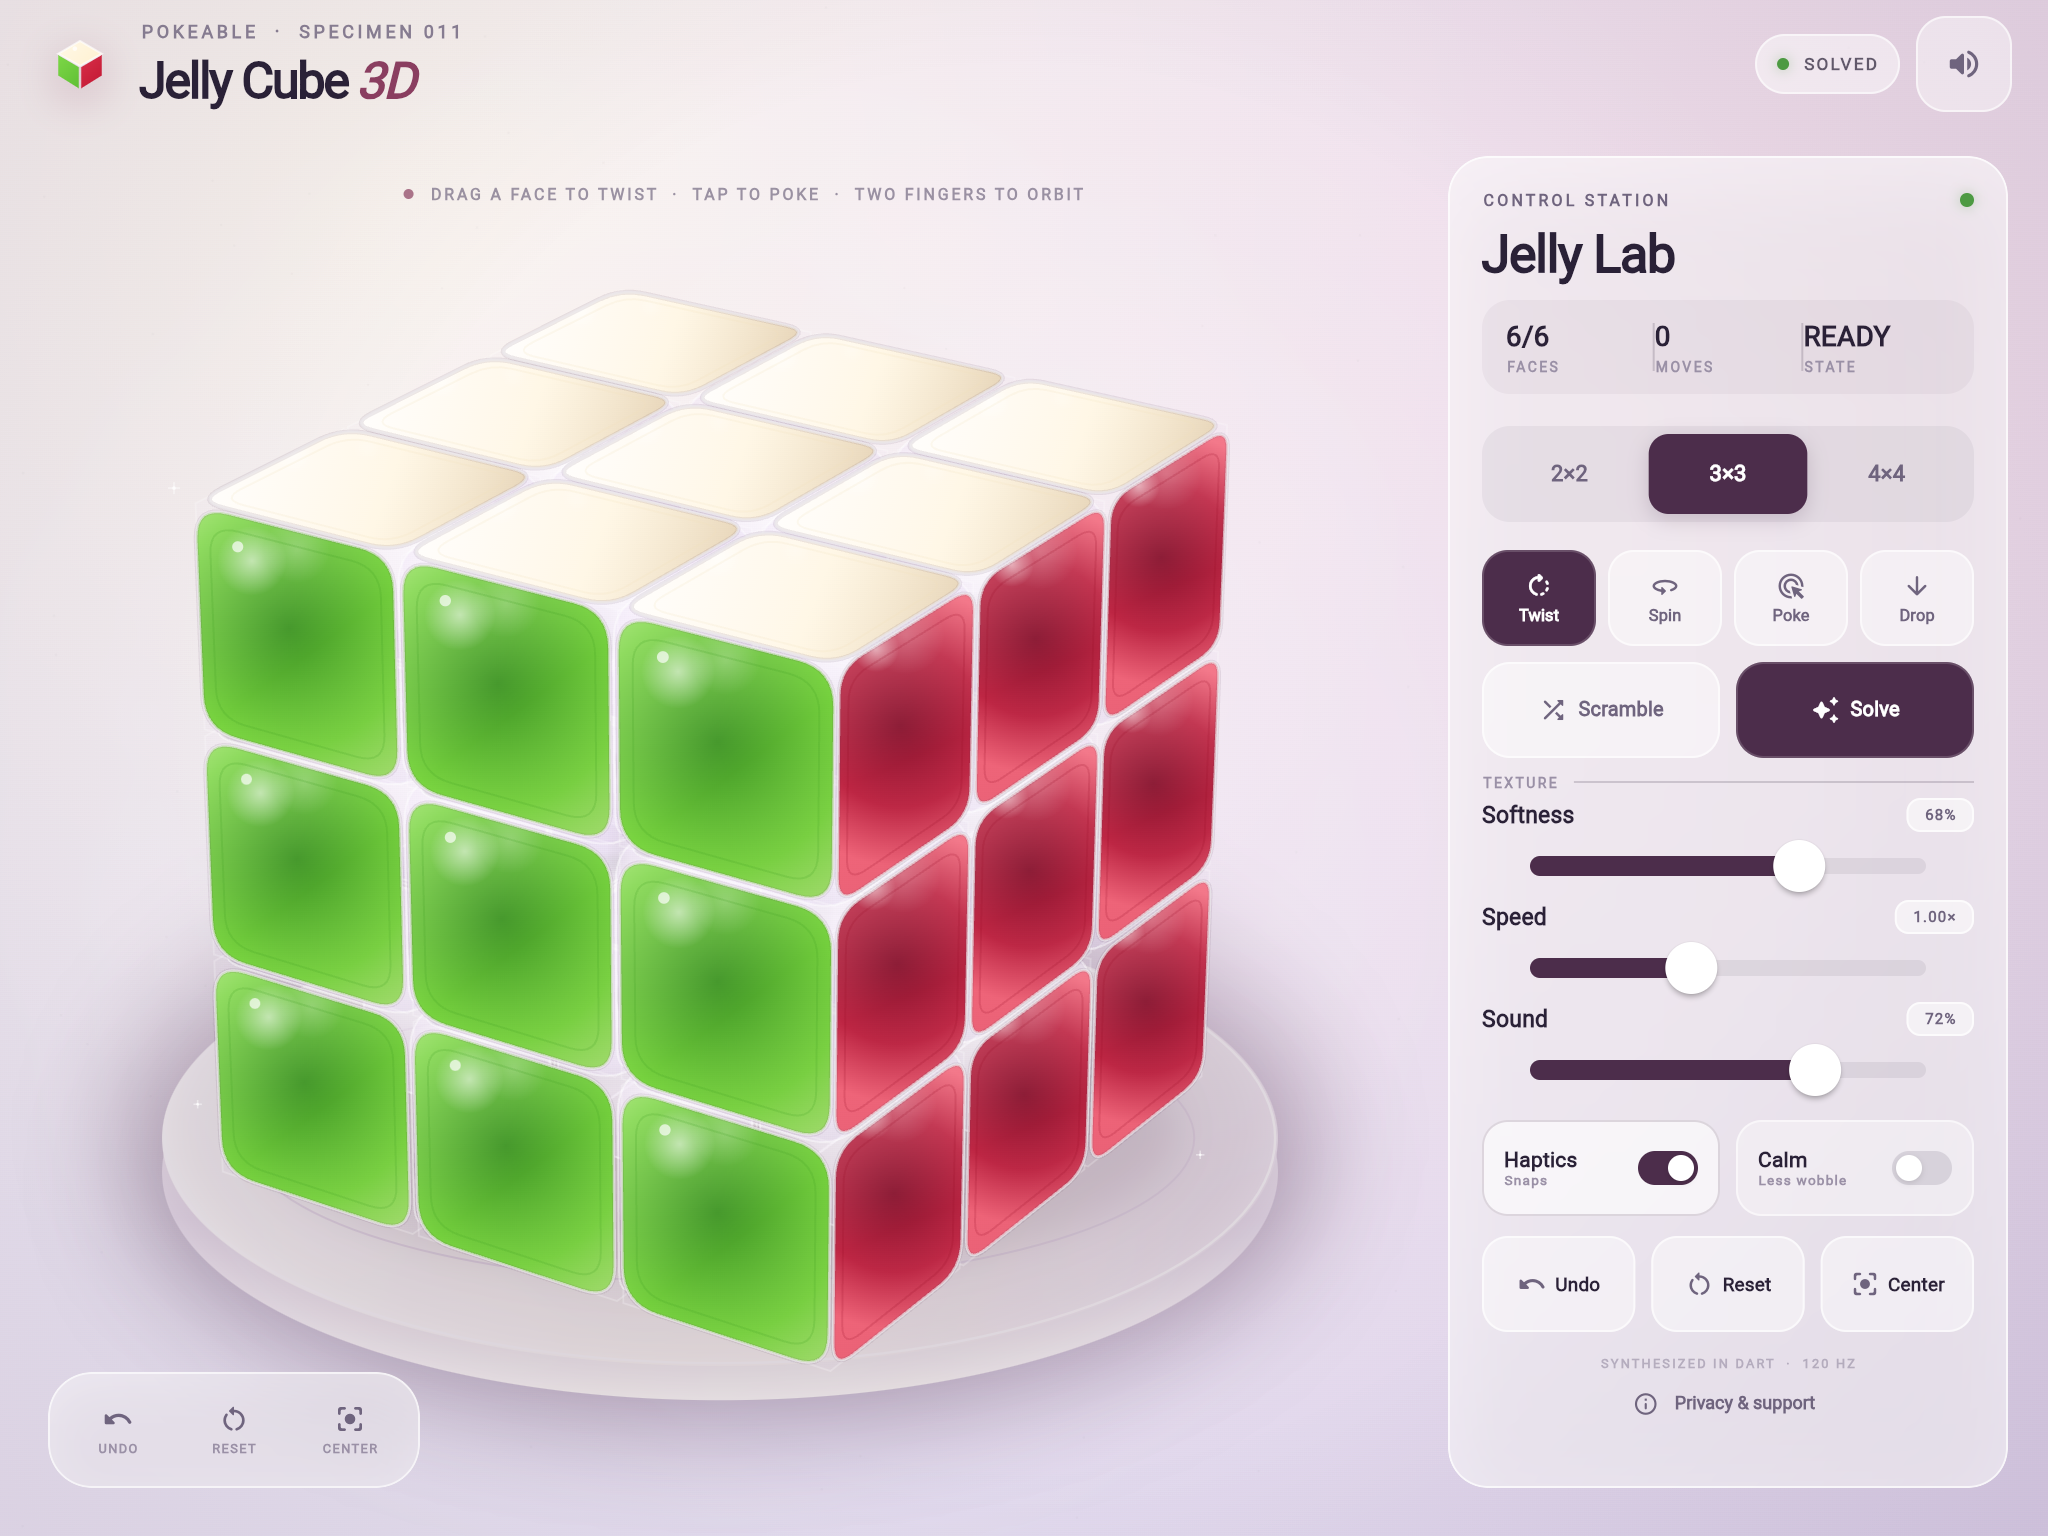 POKEABLE · SPECIMEN 011
Jelly Cube 3D
SOLVED
DRAG A FACE TO TWIST · TAP TO POKE · TWO FINGERS TO ORBIT
CONTROL STATION
Jelly Lab
6/6 0 READY
FACES MOVES STATE
2×2 3×3 4×4
Twist Spin Poke Drop
Scramble Solve
TEXTURE
Softness 68%
Speed 1.00×
Sound 72%
Haptics Calm
Snaps Less wobble
Undo Reset Center
SYNTHESIZED IN DART · 120 HZ
Privacy & support
UNDO RESET CENTER